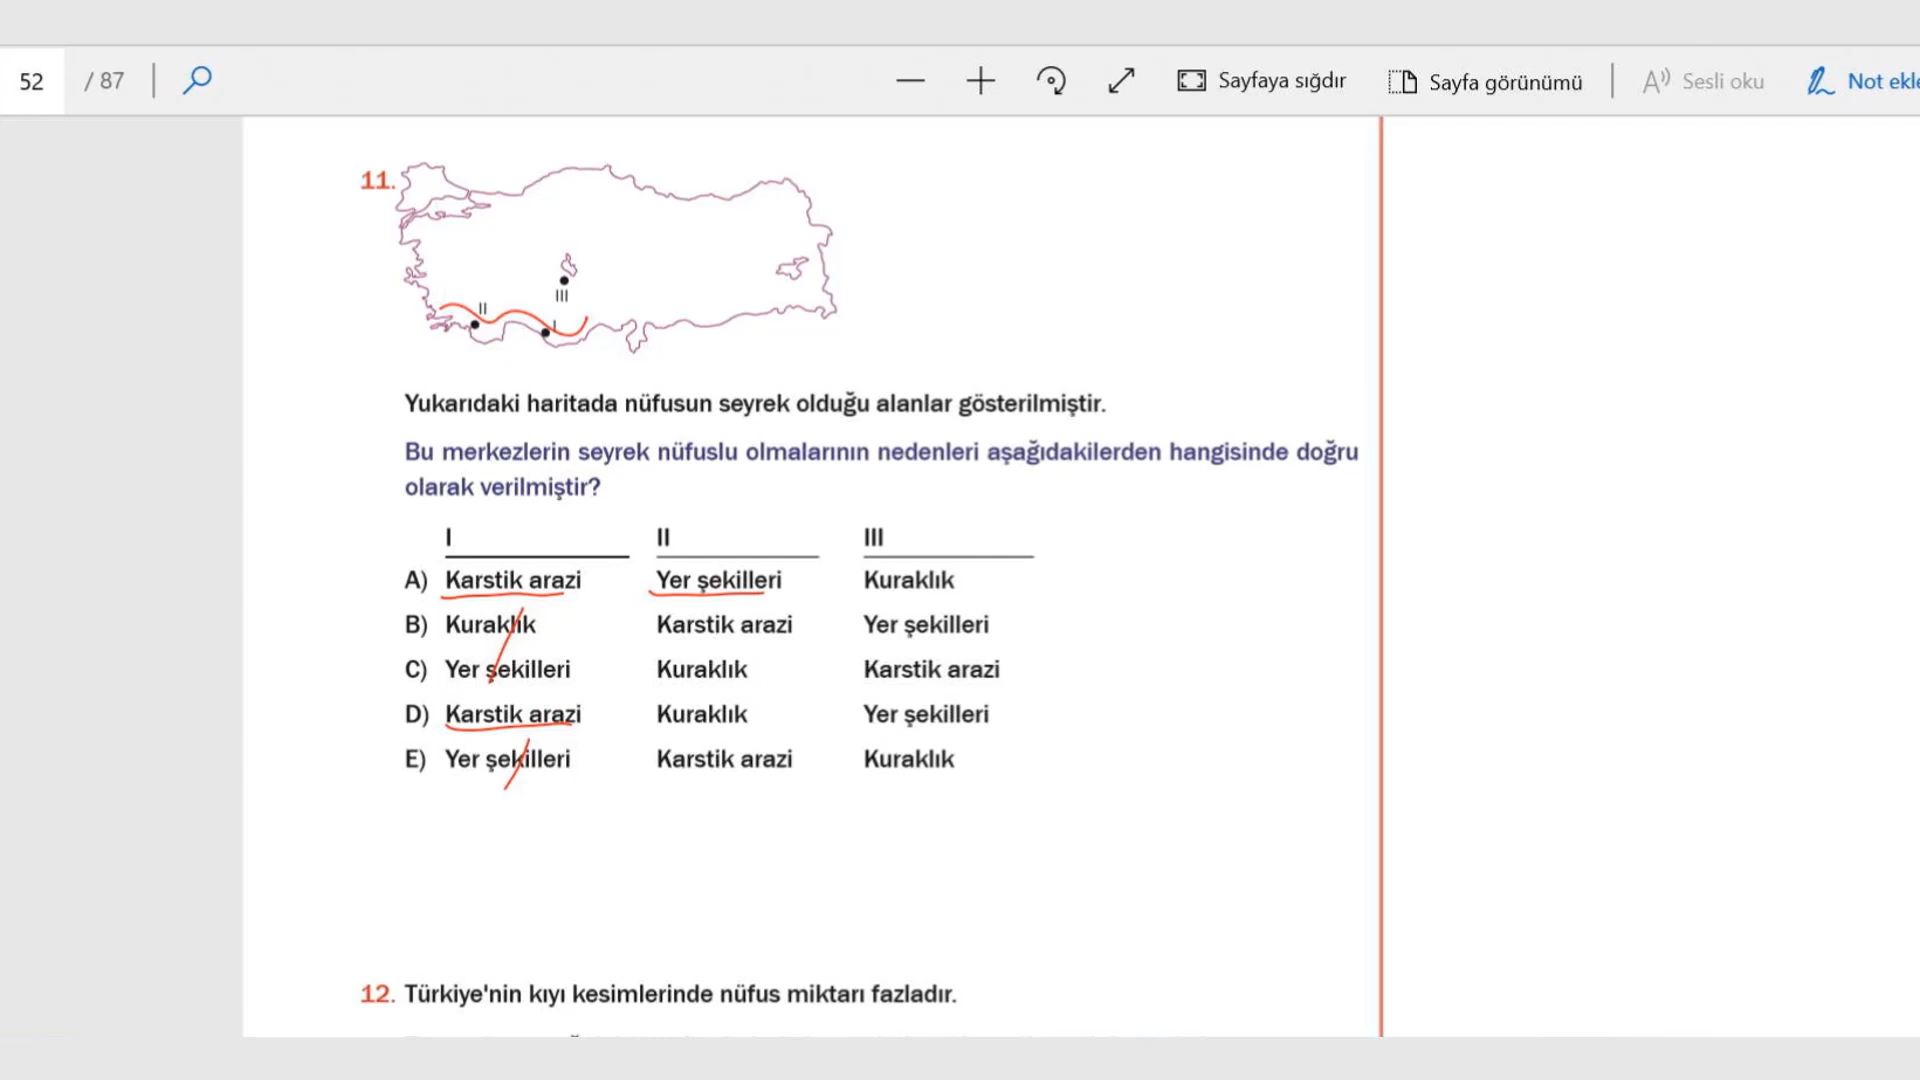 52 / 87 Sayfaya sığdır Sayfa görünümü Sesli oku Not ekle
11.
II
III
I
Yukarıdaki haritada nüfusun seyrek olduğu alanlar gösterilmiştir.
Bu merkezlerin seyrek nüfuslu olmalarının nedenleri aşağıdakilerden hangisinde doğru
olarak verilmiştir?
I II III
A) Karstik arazi Yer şekilleri Kuraklık
B) Kuraklık Karstik arazi Yer şekilleri
C) Yer şekilleri Kuraklık Karstik arazi
D) Karstik arazi Kuraklık Yer şekilleri
E) Yer şekilleri Karstik arazi Kuraklık
12. Türkiye'nin kıyı kesimlerinde nüfus miktarı fazladır.